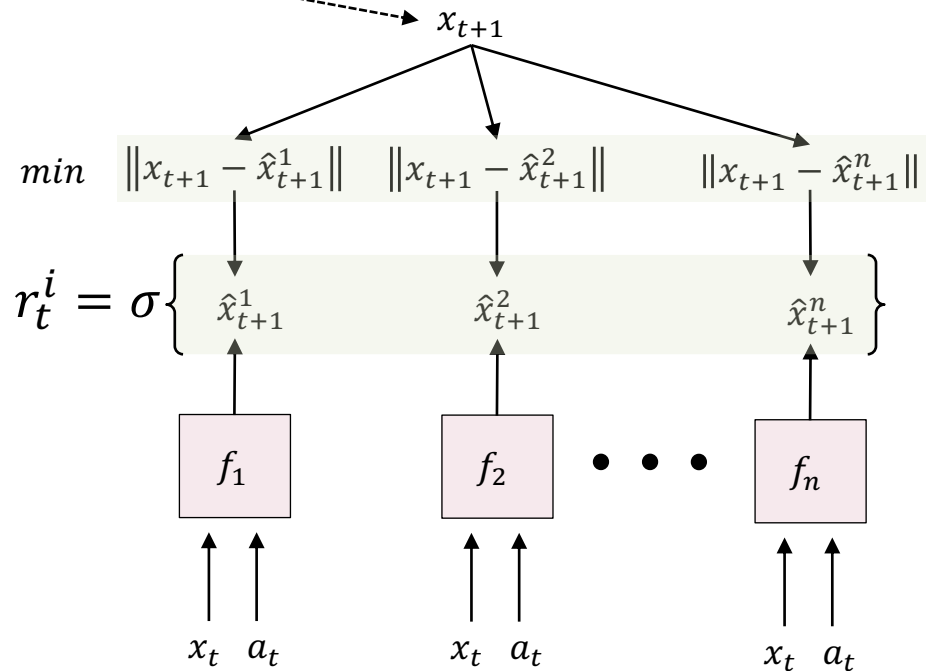 x_{t+1}
min ‖x_{t+1} − x̂^1_{t+1}‖ ‖x_{t+1} − x̂^2_{t+1}‖ ‖x_{t+1} − x̂^n_{t+1}‖
r^i_t = σ { x̂^1_{t+1} x̂^2_{t+1} x̂^n_{t+1} }
f_1 f_2 • • • f_n
x_t a_t x_t a_t x_t a_t